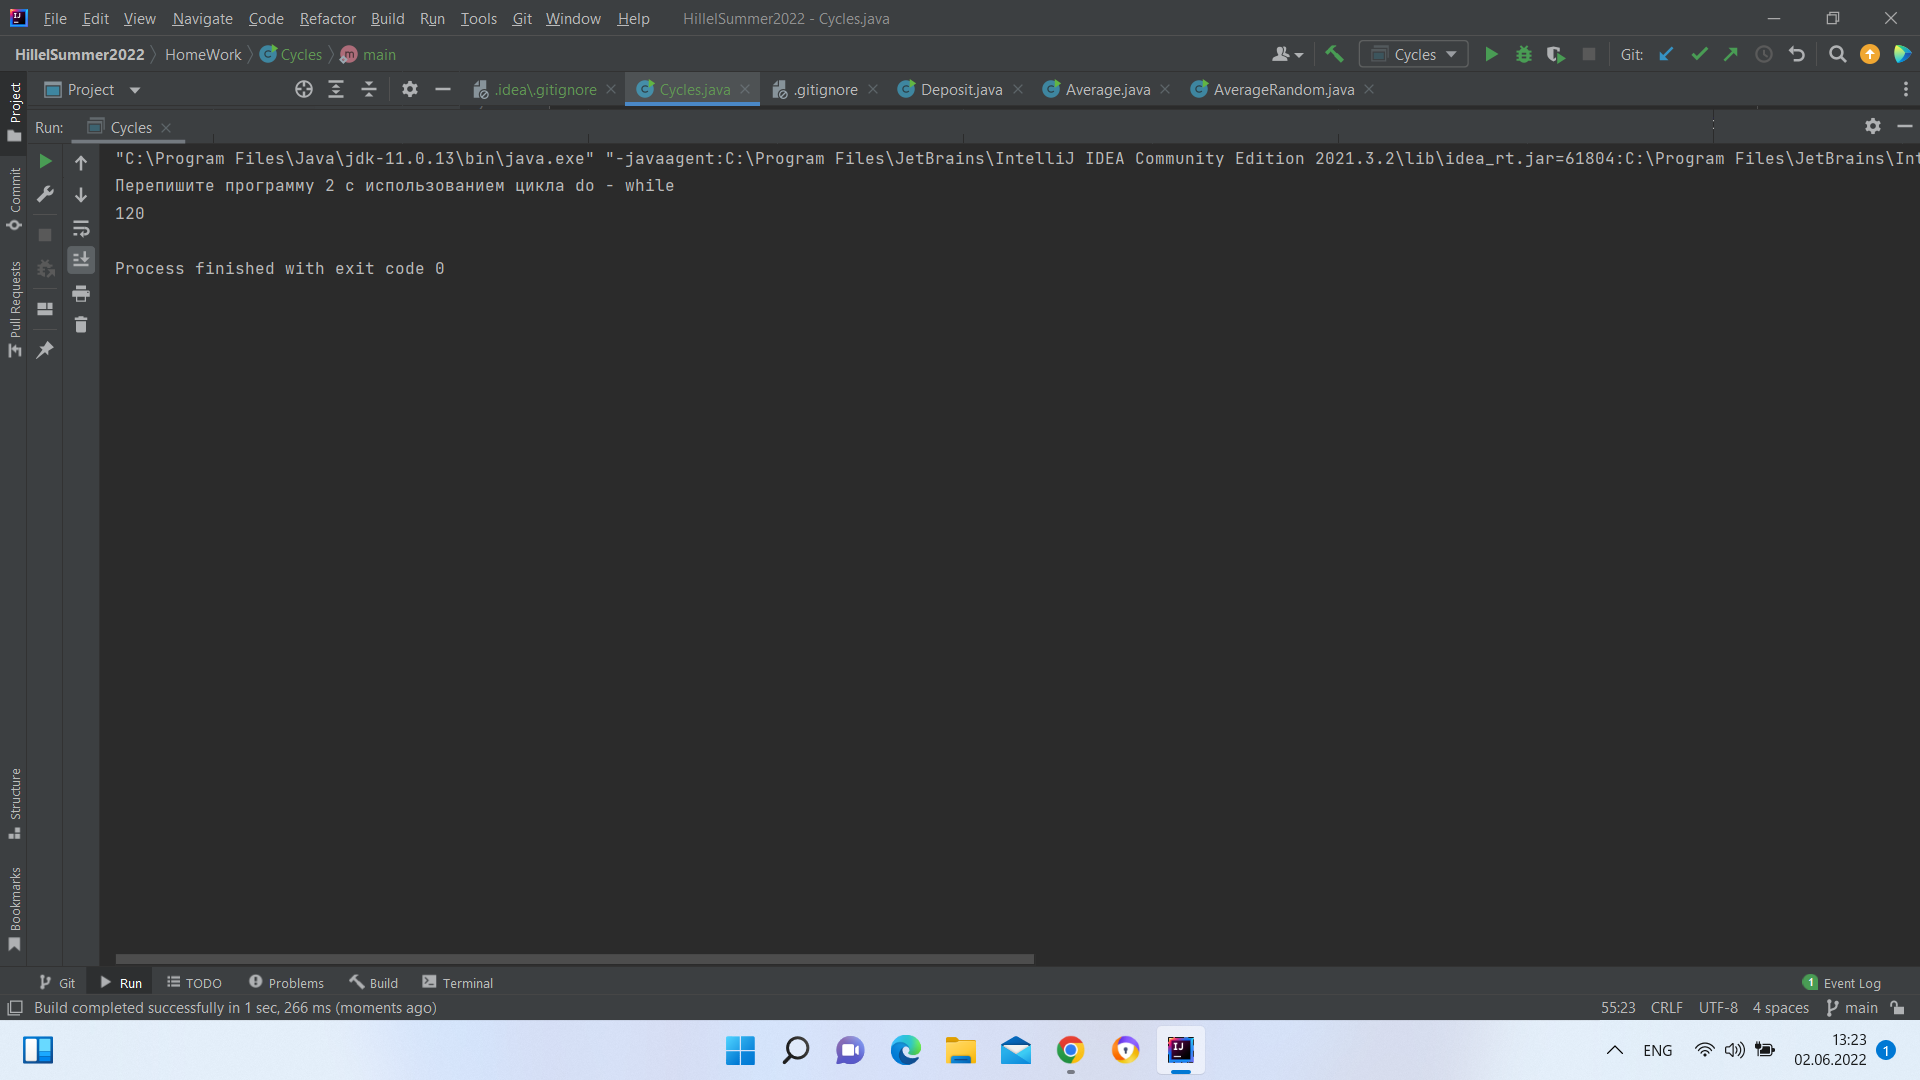 File Edit View Navigate Code Refactor Build Run Tools Git Window Help HillelSummer2022 - Cycles.java
HillelSummer2022 HomeWork Cycles main Cycles Git:
Project .idea\.gitignore Cycles.java .gitignore Deposit.java Average.java AverageRandom.java
Run: Cycles
"C:\Program Files\Java\jdk-11.0.13\bin\java.exe" "-javaagent:C:\Program Files\JetBrains\IntelliJ IDEA Community Edition 2021.3.2\lib\idea_rt.jar=61804:C:\Program Files\JetBrains\Int
Перепишите программу 2 с использованием цикла do - while
120
Process finished with exit code 0
Project
Commit
Pull Requests
Structure
Bookmarks
Git Run TODO Problems Build Terminal 1 Event Log
Build completed successfully in 1 sec, 266 ms (moments ago) 55:23 CRLF UTF-8 4 spaces main
ENG 13:23
02.06.2022 1